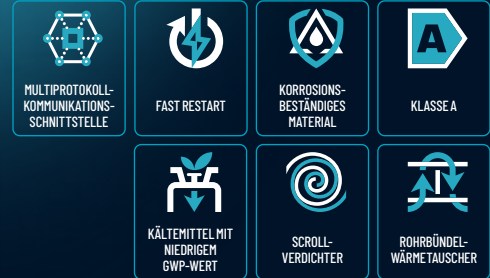 MULTIPROTOKOLL-
KOMMUNIKATIONS-
SCHNITTSTELLE
FAST RESTART
KORROSIONS-
BESTÄNDIGES
MATERIAL
A
KLASSE A
KÄLTEMITTEL MIT
NIEDRIGEM
GWP-WERT
SCROLL-
VERDICHTER
ROHRBÜNDEL-
WÄRMETAUSCHER